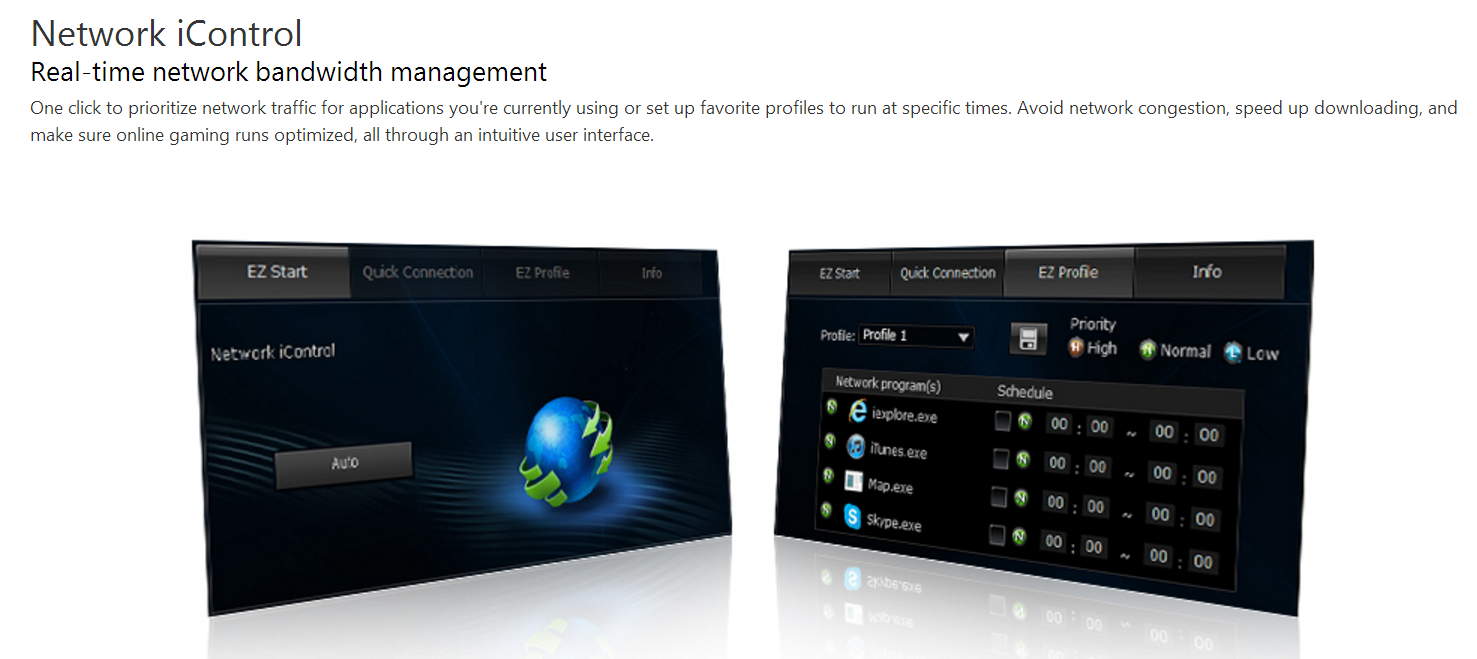 Network iControl
Real-time network bandwidth management
One click to prioritize network traffic for applications you're currently using or set up favorite profiles to run at specific times. Avoid network congestion, speed up downloading, and
make sure online gaming runs optimized, all through an intuitive user interface.
EZ Start Quick Connection EZ Profile Info
Network iControl
Auto
EZ Start Quick Connection EZ Profile Info
Profile: Profile 1
Priority
H High N Normal L Low
Network program(s) Schedule
N iexplore.exe N 00 : 00 ~ 00 : 00
N iTunes.exe N 00 : 00 ~ 00 : 00
N Map.exe N 00 : 00 ~ 00 : 00
N Skype.exe N 00 : 00 ~ 00 : 00